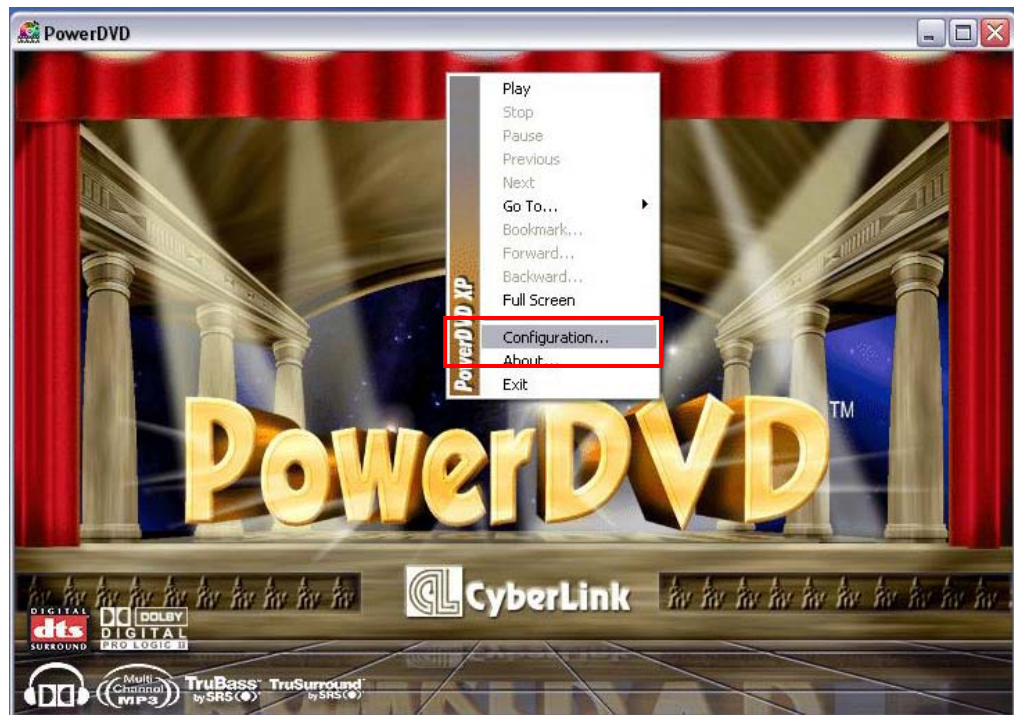 PowerDVD
Play
Stop
Pause
Previous
Next
Go To...
Bookmark...
Forward...
Backward...
Full Screen
Configuration...
About...
Exit
PowerDVD XP
PowerDVD TM
CL CyberLink
DIGITAL
dts
SURROUND
DOLBY
DIGITAL
PRO LOGIC II
Multi-
Channel
MP3
TruBass
by SRS
TruSurround
by SRS